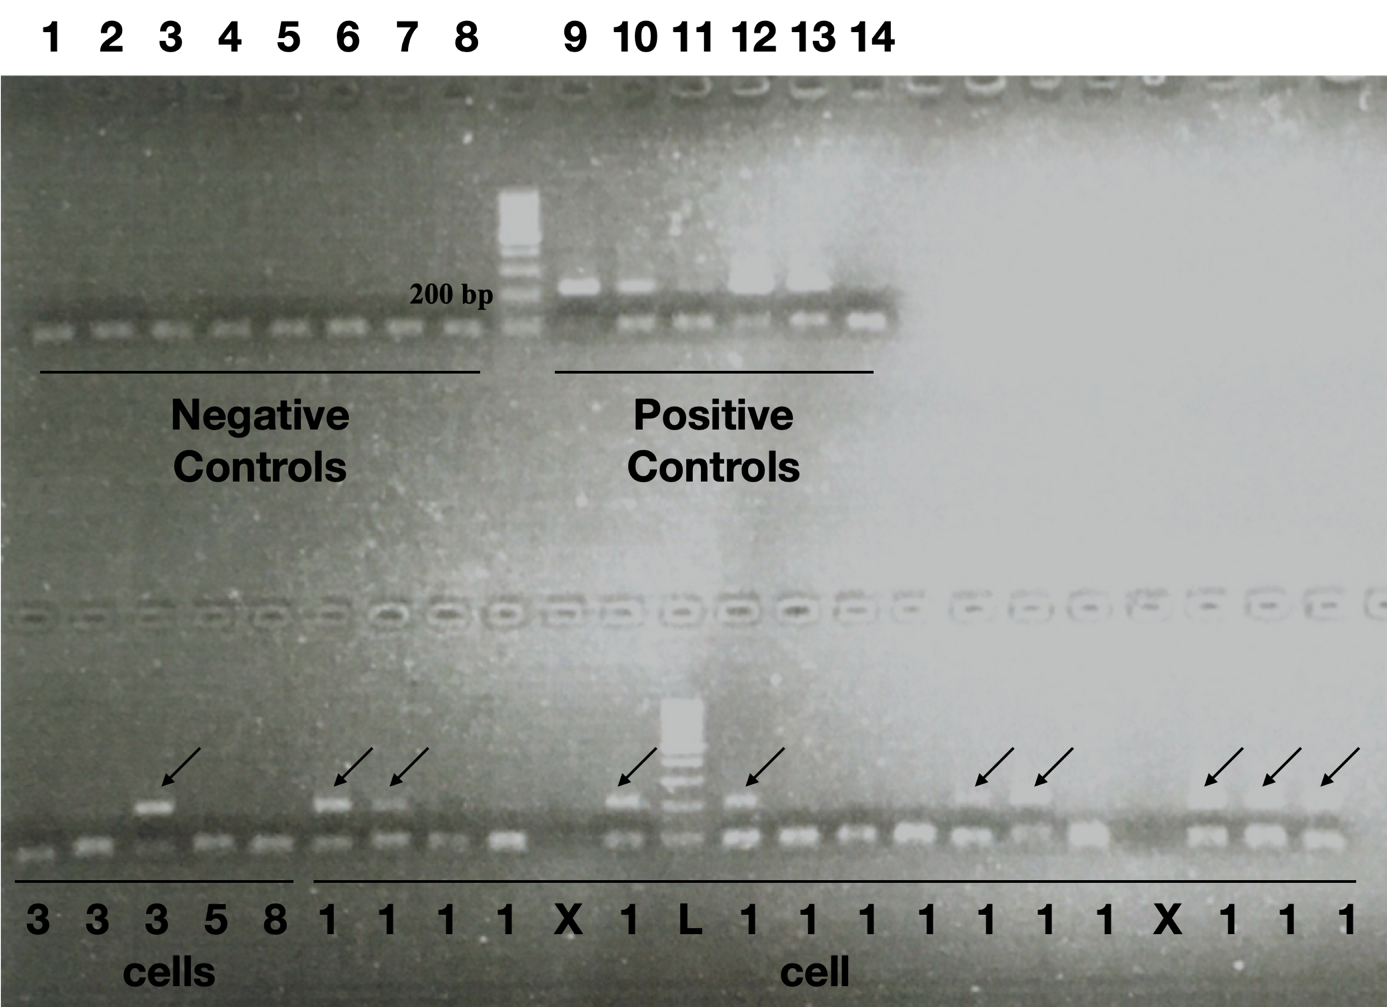 1 2 3 4 5 6 7 8 9 10 11 12 13 14
200 bp
Negative
Controls
Positive
Controls
3 3 3 5 8 1 1 1 1 X 1 L 1 1 1 1 1 1 1 X 1 1 1
cells
cell